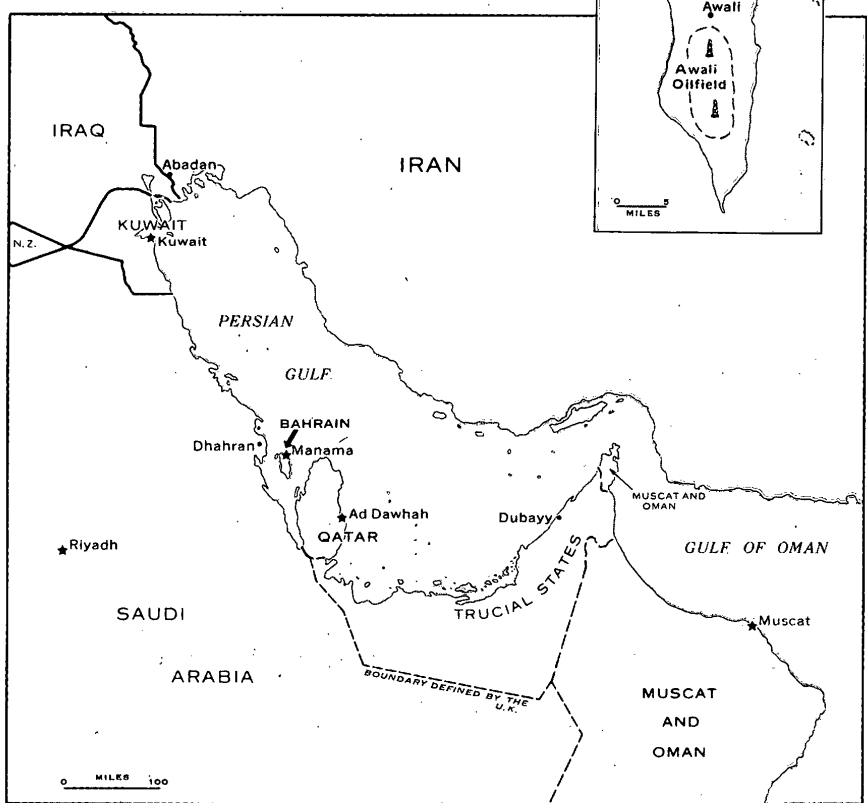 Awali
Awali
Oilfield
0 5
MILES
IRAQ
Abadan
IRAN
KUWAIT
Kuwait
N.Z.
PERSIAN
GULF
BAHRAIN
Dhahran
Manama
Ad Dawhah
QATAR
Dubayy
MUSCAT AND
OMAN
Riyadh
GULF OF OMAN
TRUCIAL STATES
SAUDI
ARABIA
Muscat
BOUNDARY DEFINED BY THE
U.K.
MUSCAT
AND
OMAN
0 MILES 100